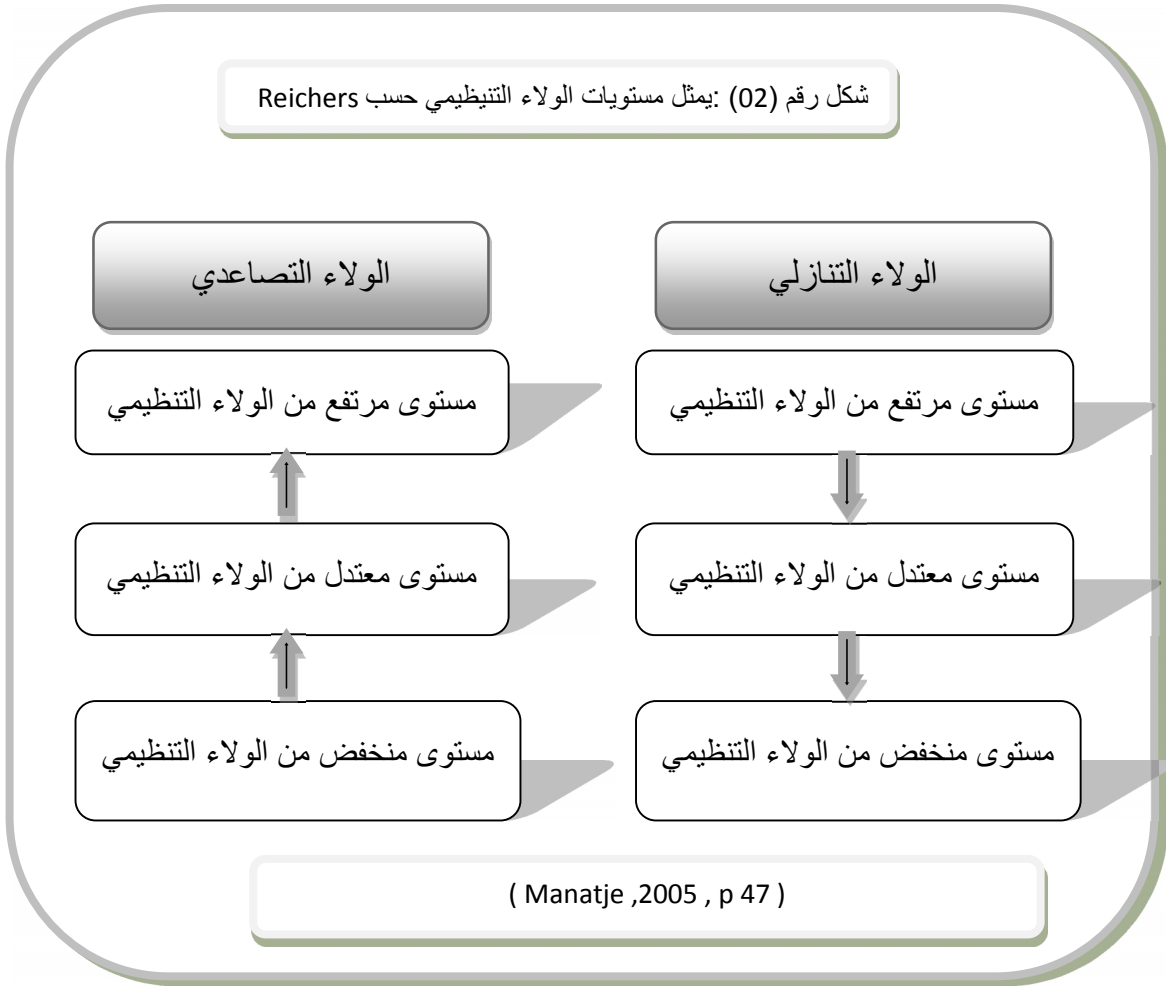 شكل رقم (02) :يمثل مستويات الولاء التنيظيمي حسب Reichers
الولاء التنازلي
مستوى مرتفع من الولاء التنظيمي
مستوى معتدل من الولاء التنظيمي
مستوى منخفض من الولاء التنظيمي
الولاء التصاعدي
مستوى مرتفع من الولاء التنظيمي
مستوى معتدل من الولاء التنظيمي
مستوى منخفض من الولاء التنظيمي
( Manatje ,2005 , p 47 )